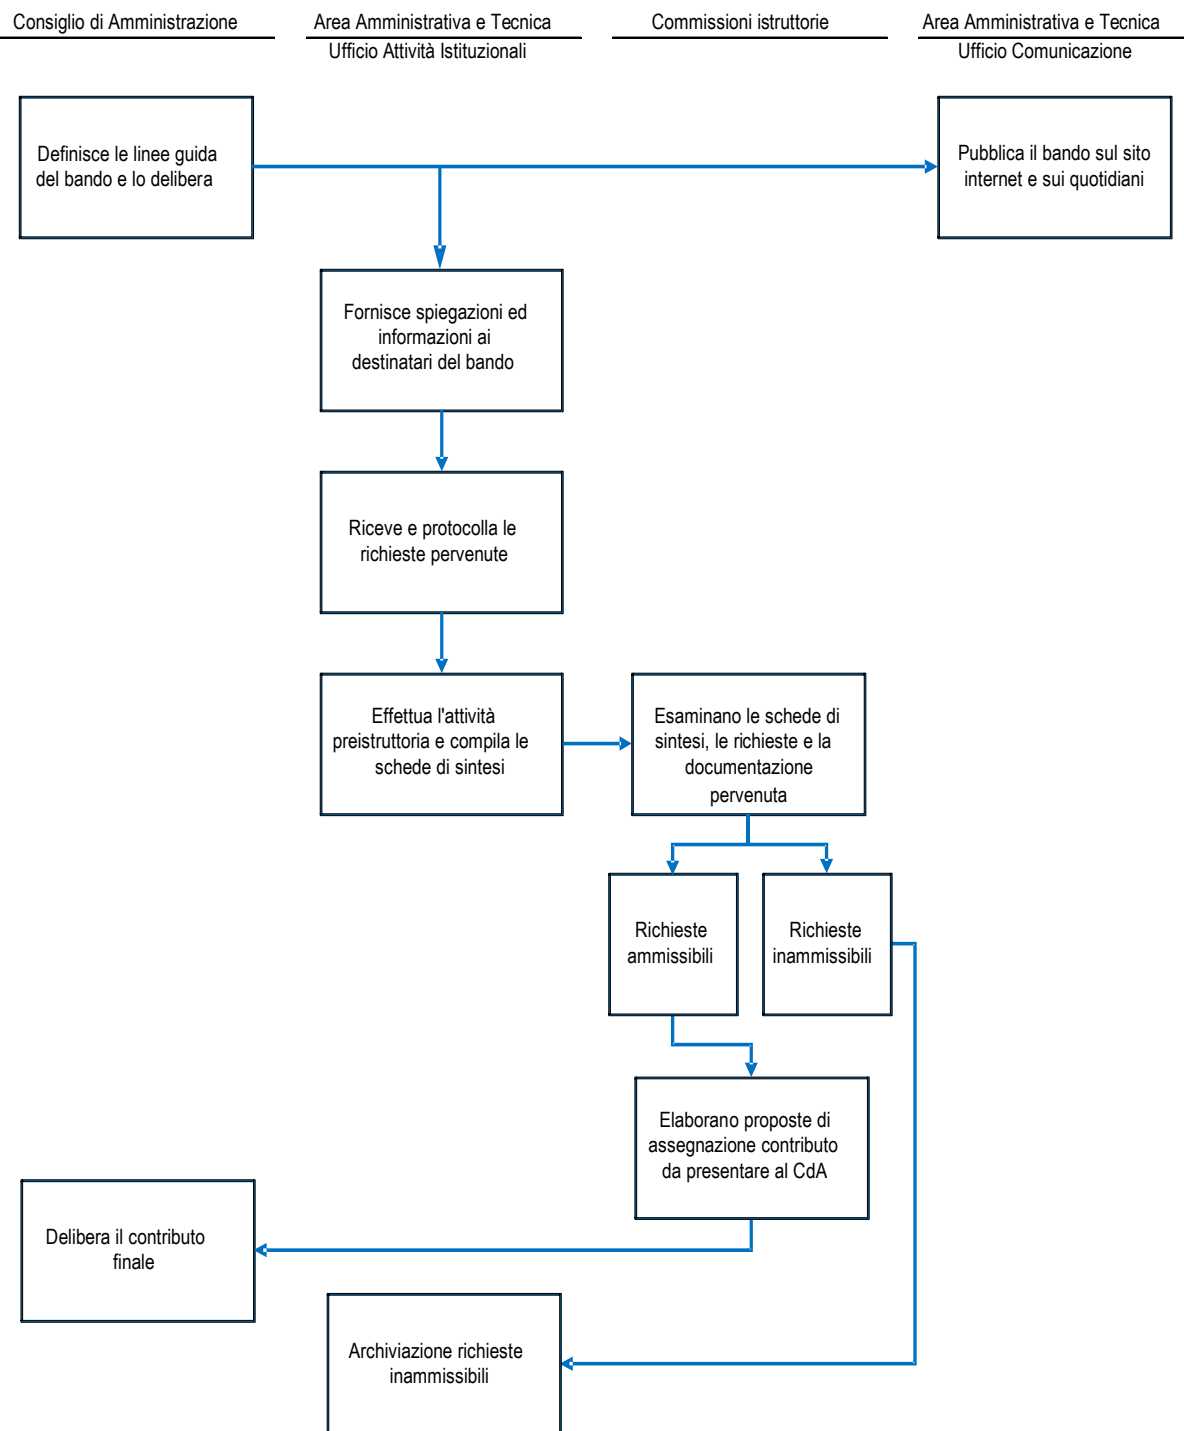 Consiglio di Amministrazione
Area Amministrativa e Tecnica
Ufficio Attività Istituzionali
Commissioni istruttorie
Area Amministrativa e Tecnica
Ufficio Comunicazione
Definisce le linee guida
del bando e lo delibera
Pubblica il bando sul sito
internet e sui quotidiani
Fornisce spiegazioni ed
informazioni ai
destinatari del bando
Riceve e protocolla le
richieste pervenute
Effettua l'attività
preistruttoria e compila le
schede di sintesi
Esaminano le schede di
sintesi, le richieste e la
documentazione
pervenuta
Richieste
ammissibili
Richieste
inammissibili
Elaborano proposte di
assegnazione contributo
da presentare al CdA
Delibera il contributo
finale
Archiviazione richieste
inammissibili